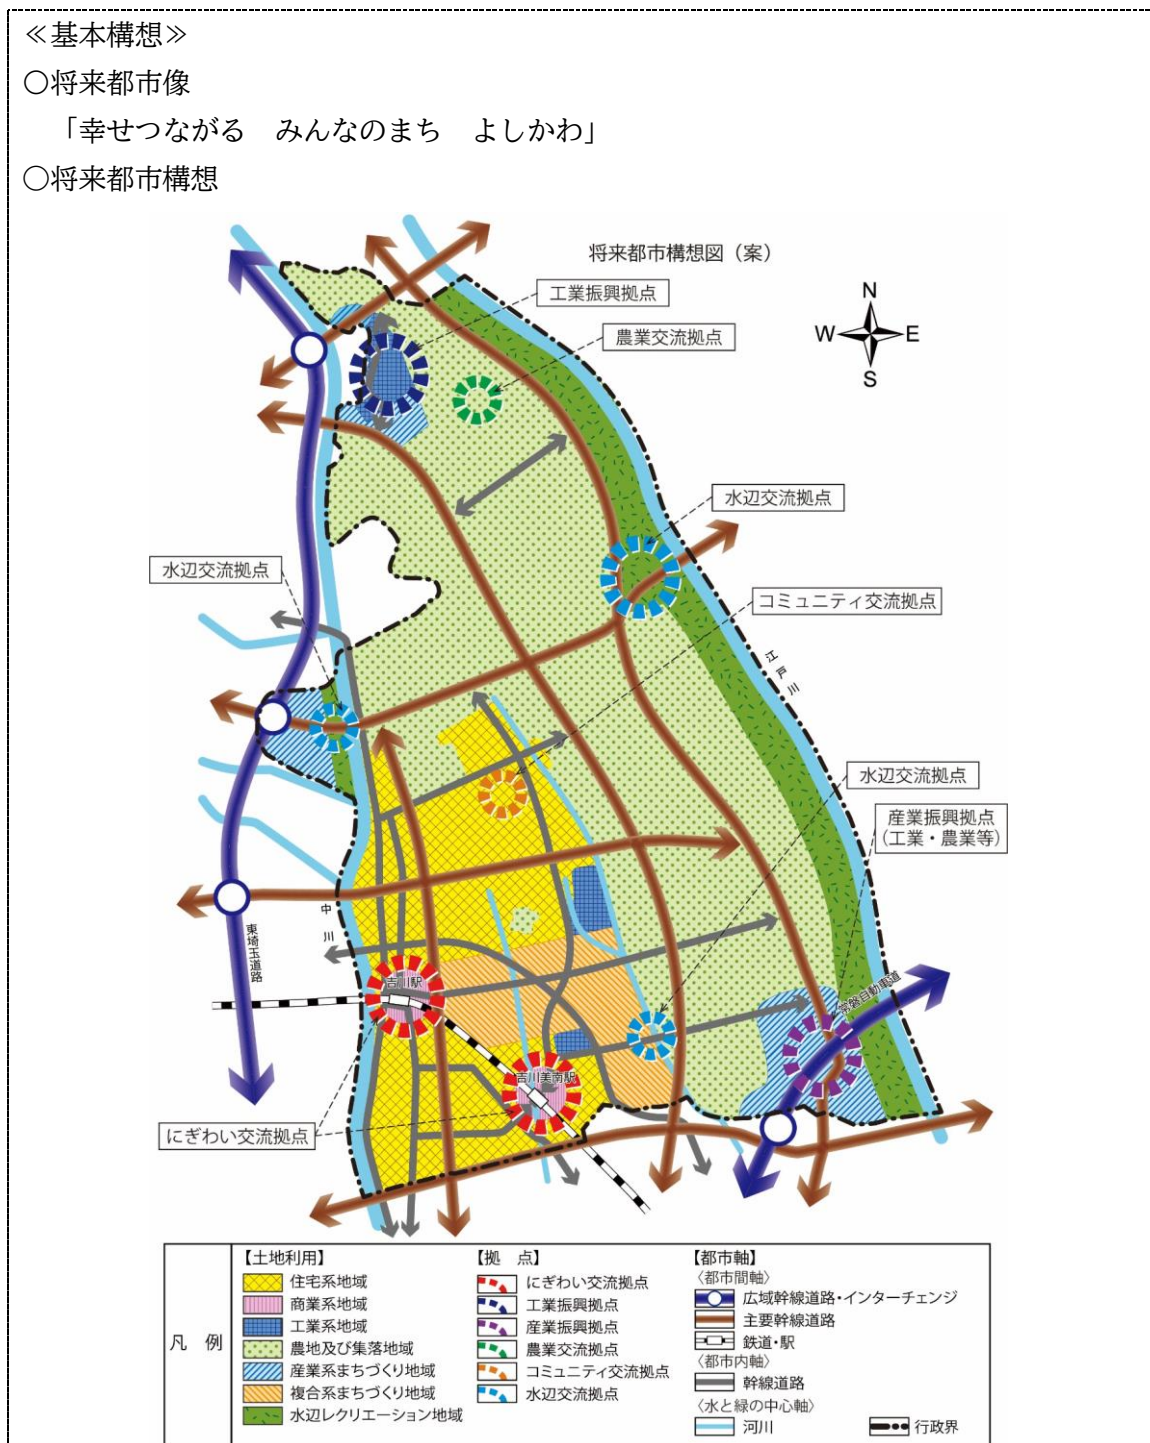 ≪基本構想≫
○将来都市像
「幸せつながる　みんなのまち　よしかわ」
○将来都市構想
将来都市構想図（案）
工業振興拠点
農業交流拠点
N
W
E
S
水辺交流拠点
水辺交流拠点
コミュニティ交流拠点
江戸川
水辺交流拠点
産業振興拠点
（工業・農業等）
中川
東埼玉道路
吉川駅
常磐自動車道
吉川美南駅
にぎわい交流拠点
凡　例
【土地利用】
住宅系地域
商業系地域
工業系地域
農地及び集落地域
産業系まちづくり地域
複合系まちづくり地域
水辺レクリエーション地域
【拠　点】
にぎわい交流拠点
工業振興拠点
産業振興拠点
農業交流拠点
コミュニティ交流拠点
水辺交流拠点
【都市軸】
〈都市間軸〉
広域幹線道路・インターチェンジ
主要幹線道路
鉄道・駅
〈都市内軸〉
幹線道路
〈水と緑の中心軸〉
河川
行政界